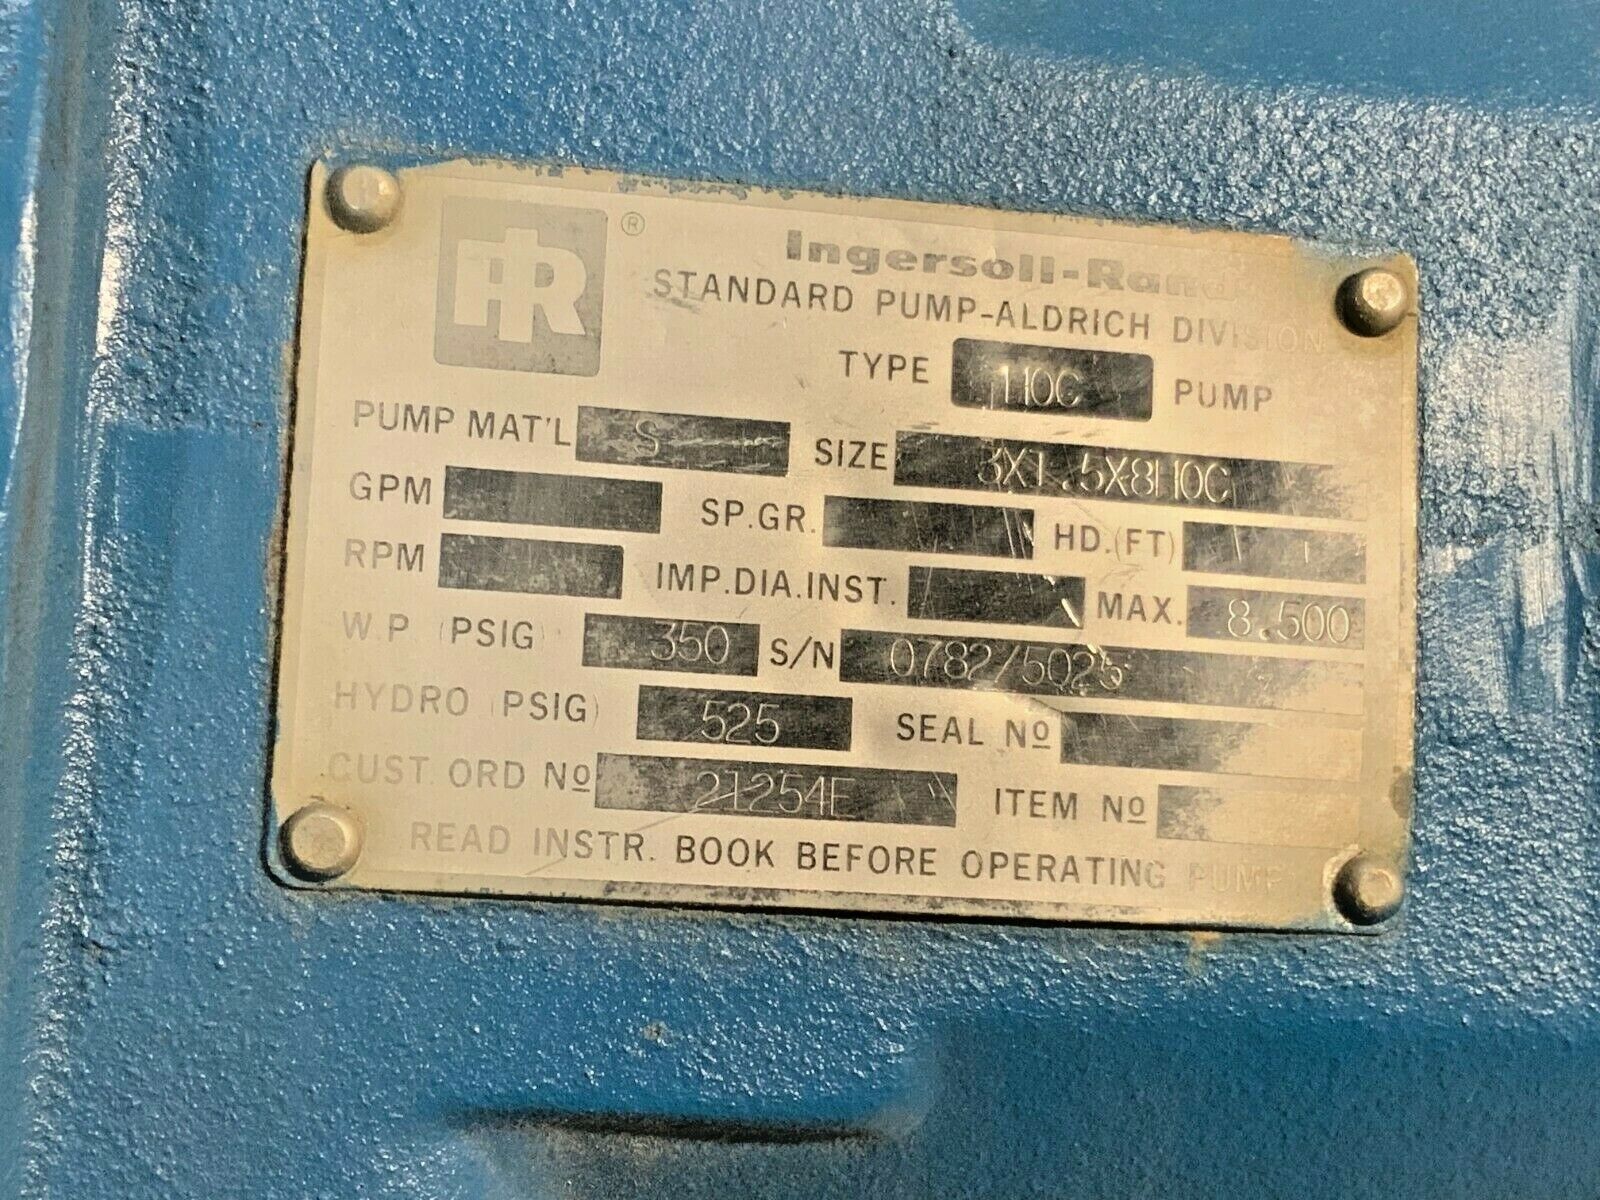 IR ®
Ingersoll-Rand
STANDARD PUMP-ALDRICH DIVISION
TYPE HOC PUMP
PUMP MAT'L S SIZE 3X1.5X8HOC
GPM SP.GR. HD.(FT)
RPM IMP.DIA.INST. MAX. 8.500
W.P. (PSIG) 350 S/N 0782/5025
HYDRO (PSIG) 525 SEAL Nº
CUST. ORD Nº 21254E ITEM Nº
READ INSTR. BOOK BEFORE OPERATING PUMP